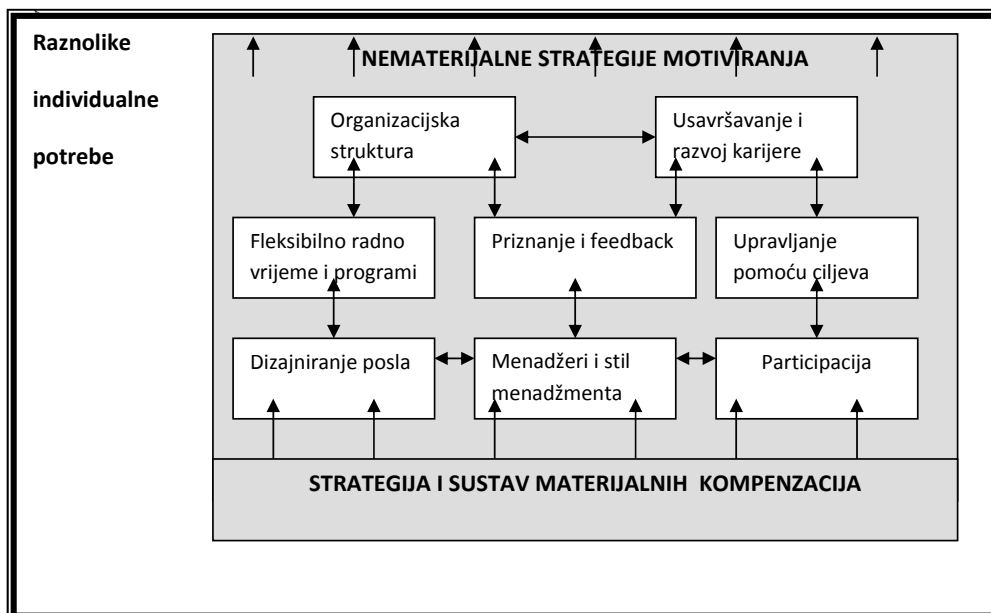 Raznolike
individualne
potrebe
NEMATERIJALNE STRATEGIJE MOTIVIRANJA
Organizacijska
struktura
Usavršavanje i
razvoj karijere
Fleksibilno radno
vrijeme i programi
Priznanje i feedback
Upravljanje
pomoću ciljeva
Dizajniranje posla
Menadžeri i stil
menadžmenta
Participacija
STRATEGIJA I SUSTAV MATERIJALNIH KOMPENZACIJA